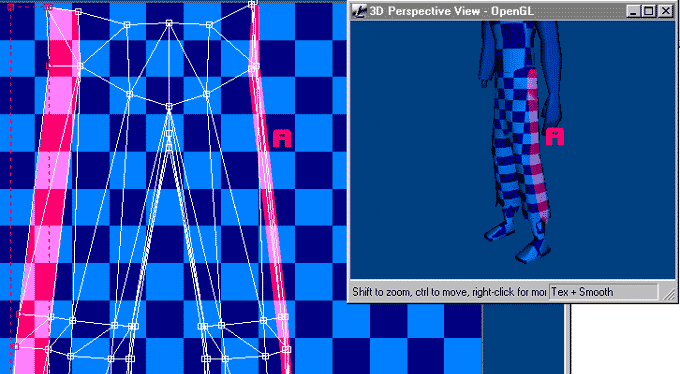 3D Perspective View - OpenGL
A
A
Shift to zoom, ctrl to move, right-click for mo Tex + Smooth